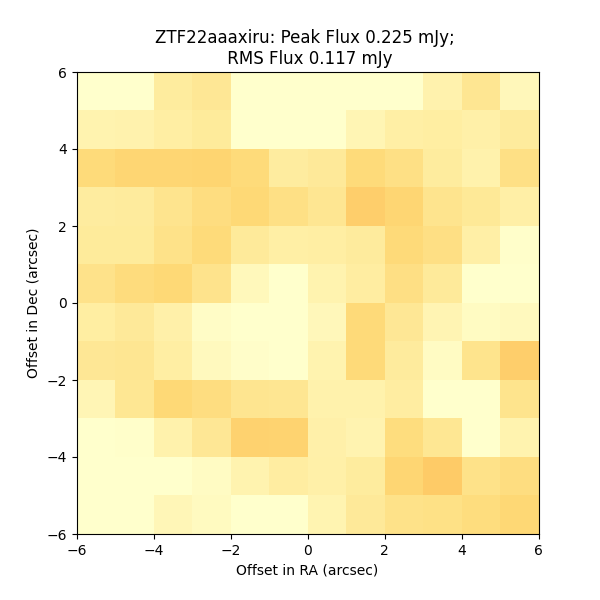 ZTF22aaaxiru: Peak Flux 0.225 mJy;
RMS Flux 0.117 mJy
6
4
2
0
−2
−4
−6
Offset in Dec (arcsec)
−6 −4 −2 0 2 4 6
Offset in RA (arcsec)